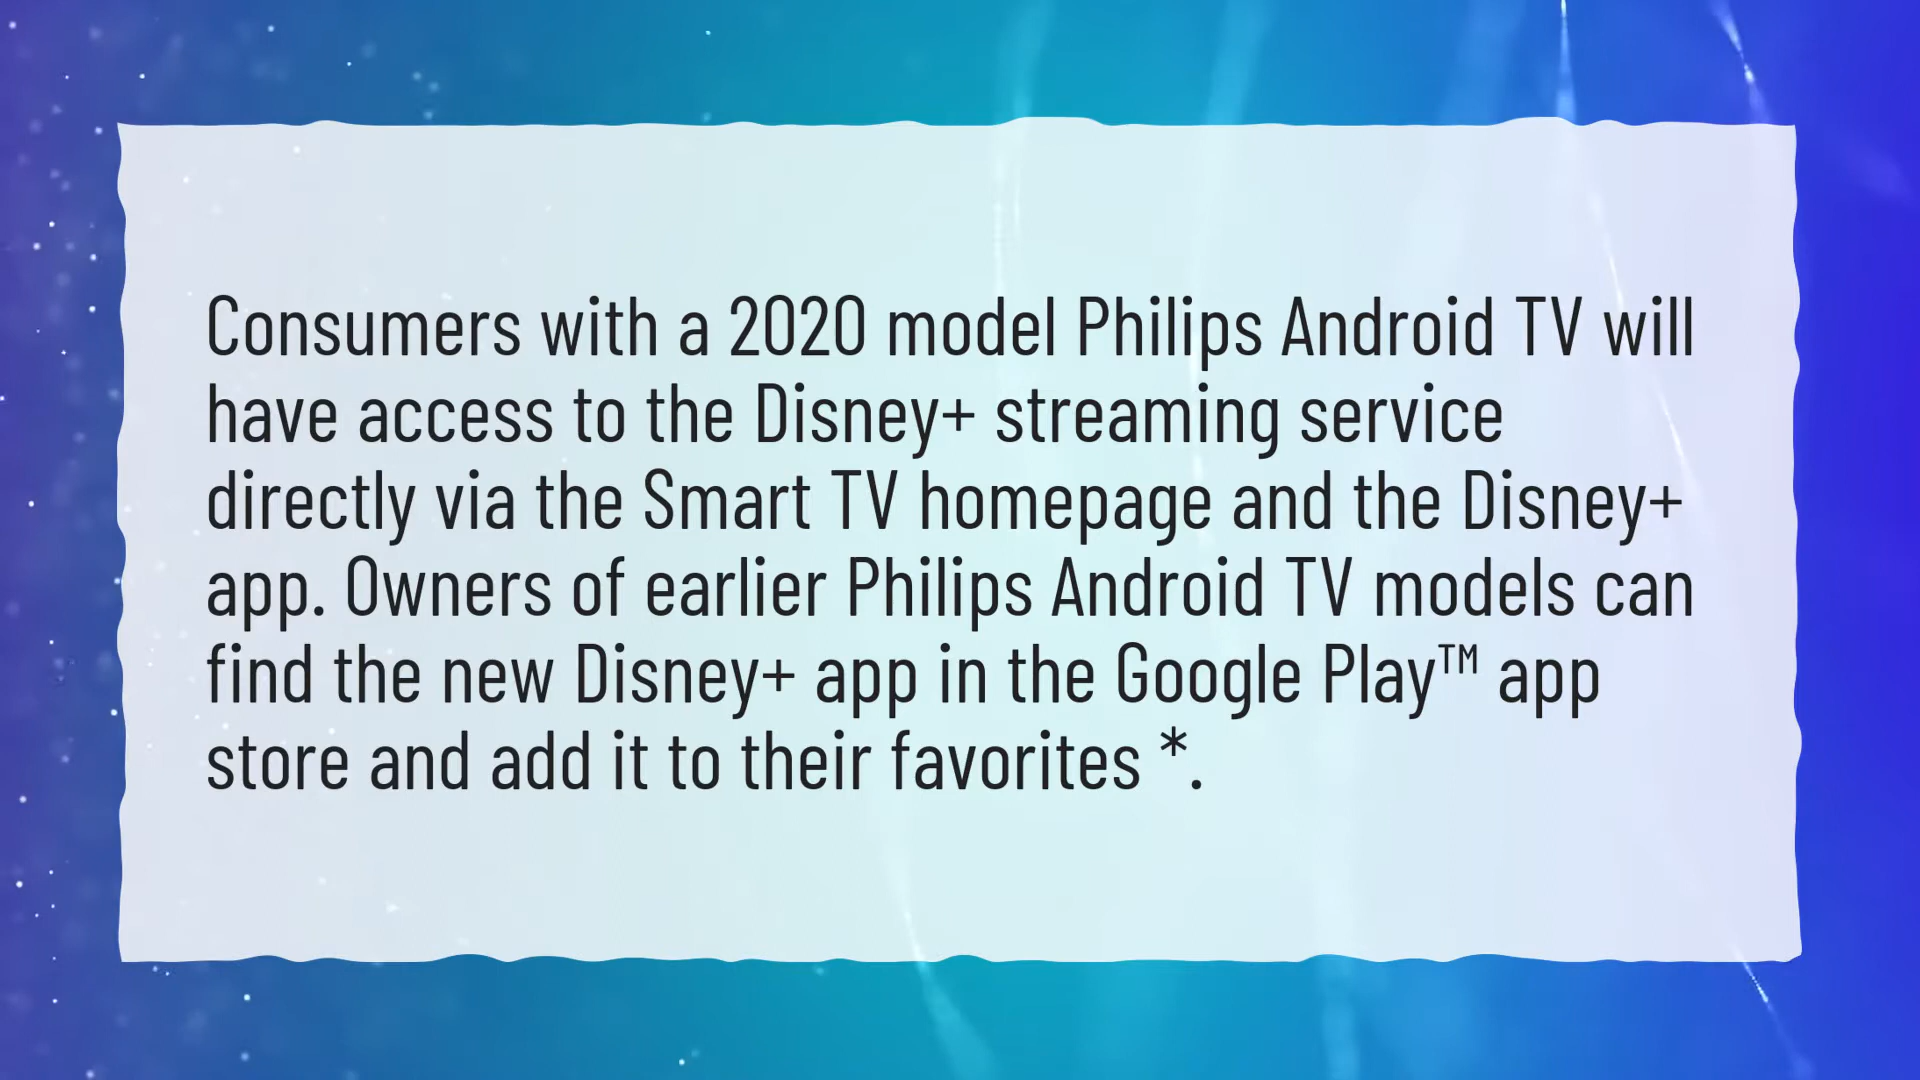 Consumers with a 2020 model Philips Android TV will
have access to the Disney+ streaming service
directly via the Smart TV homepage and the Disney+
app. Owners of earlier Philips Android TV models can
find the new Disney+ app in the Google Play™ app
store and add it to their favorites *.